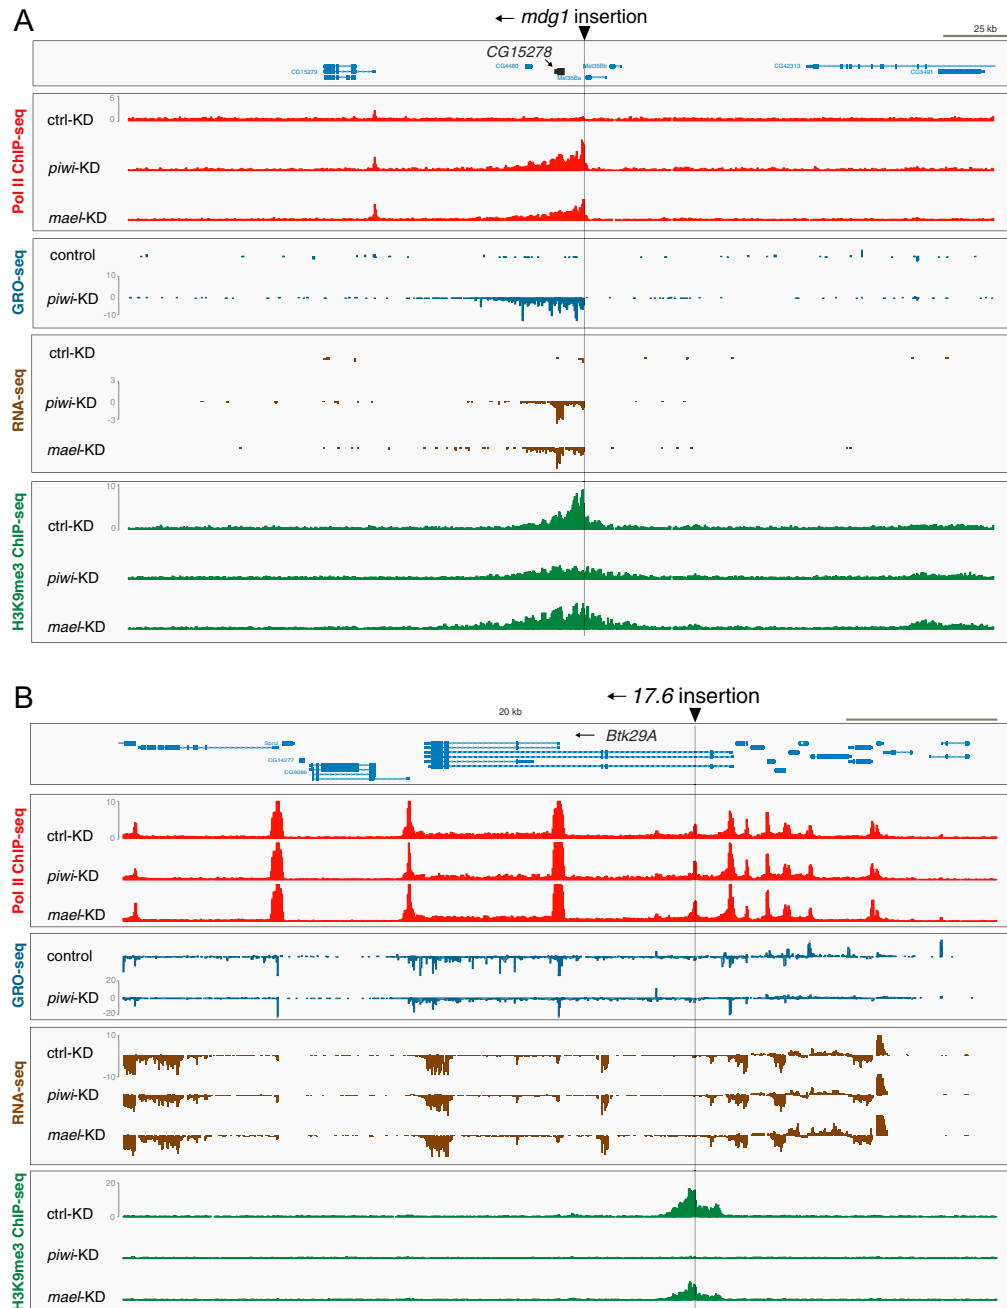 A
← mdg1 insertion
25 kb
CG15278
CG15279
CG4480
Mst35Ba
Mst35Bb
CG42313
CG3491
Pol II ChIP-seq
5
0
ctrl-KD
piwi-KD
mael-KD
GRO-seq
control
10
0
-10
piwi-KD
RNA-seq
ctrl-KD
3
0
-3
piwi-KD
mael-KD
H3K9me3 ChIP-seq
10
0
ctrl-KD
piwi-KD
mael-KD
B
← 17.6 insertion
20 kb
← Btk29A
Spn2
CG14277
CG8086
Pol II ChIP-seq
10
0
ctrl-KD
piwi-KD
mael-KD
GRO-seq
control
20
0
-20
piwi-KD
RNA-seq
10
-10
ctrl-KD
piwi-KD
mael-KD
H3K9me3 ChIP-seq
20
0
ctrl-KD
piwi-KD
mael-KD